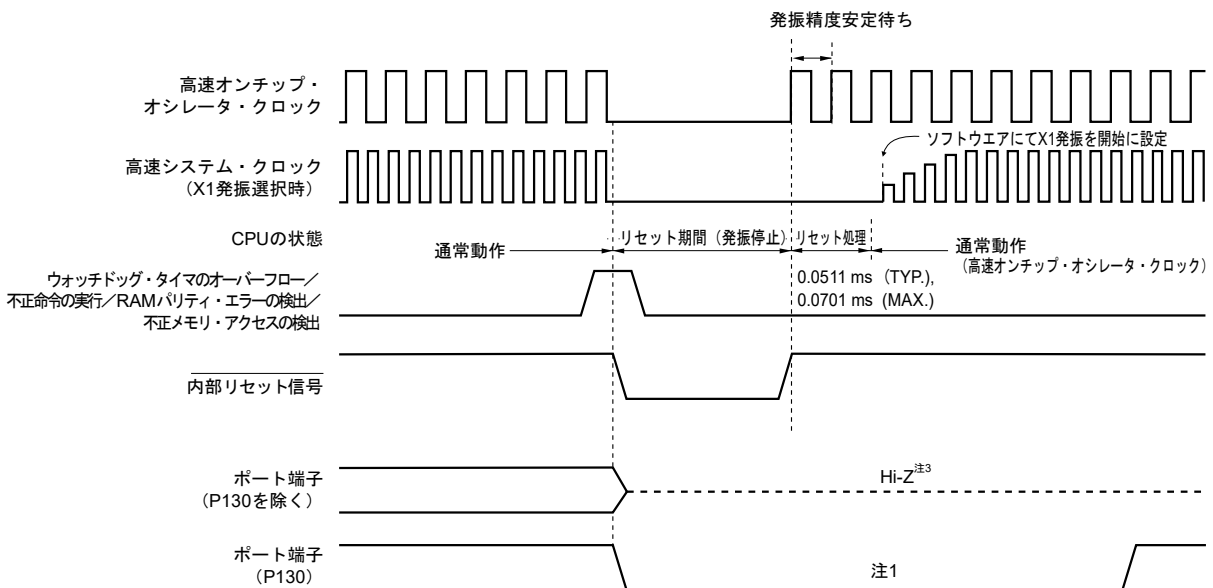 発振精度安定待ち
高速オンチップ・
オシレータ・クロック
ソフトウエアにてX1発振を開始に設定
高速システム・クロック
(X1発振選択時)
CPUの状態
通常動作
リセット期間(発振停止)
リセット処理
通常動作
(高速オンチップ・オシレータ・クロック)
ウォッチドッグ・タイマのオーバーフロー/
不正命令の実行/RAMパリティ・エラーの検出/
不正メモリ・アクセスの検出
0.0511 ms (TYP.),
0.0701 ms (MAX.)
内部リセット信号
ポート端子
(P130を除く)
Hi-Z注3
ポート端子
(P130)
注1